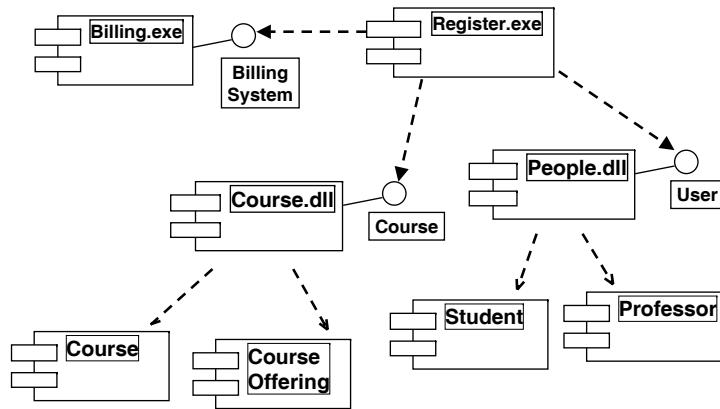 Billing.exe
Register.exe
Billing
System
Course.dll
Course
People.dll
User
Course
Course
Offering
Student
Professor